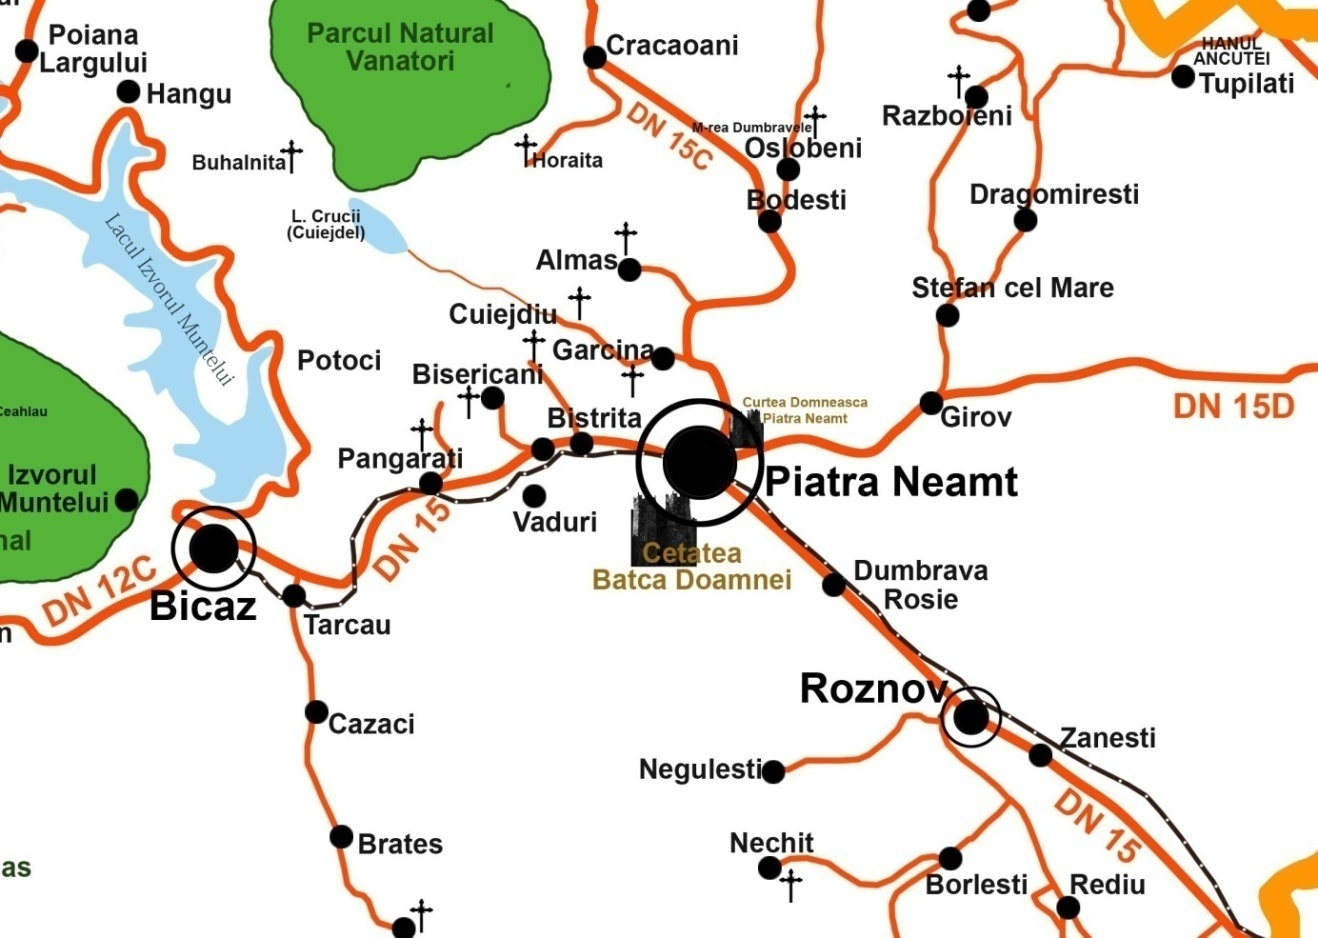 Poiana
Largului
Hangu
Parcul Natural
Vanatori
Cracaoani
HANUL
ANCUTEI
Tupilati
Razboieni
DN 15C
M-rea Dumbravele
Oslobeni
Buhalnita
Horaita
Bodesti
Dragomiresti
L. Crucii
(Cuiejdel)
Lacul Izvorul Muntelui
Almas
Stefan cel Mare
Cuiejdiu
Garcina
Potoci
Bisericani
Ceahlau
Curtea Domneasca
Piatra Neamt
Girov
DN 15D
Bistrita
Pangarati
Izvorul
Muntelui
Piatra Neamt
Vaduri
DN 15
nal
Cetatea
Batca Doamnei
DN 12C
Bicaz
Tarcau
Dumbrava
Rosie
Roznov
Cazaci
Zanesti
Negulesti
DN 15
Brates
Nechit
Borlesti
Rediu
as